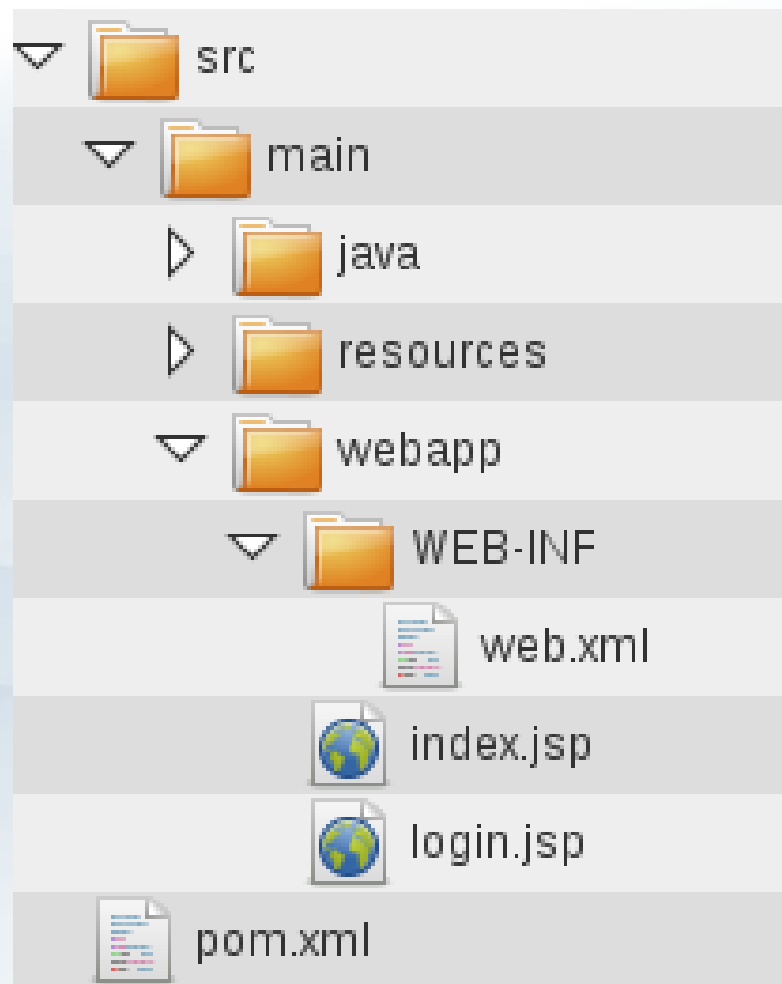 src
main
java
resources
webapp
WEB-INF
web.xml
index.jsp
login.jsp
pom.xml